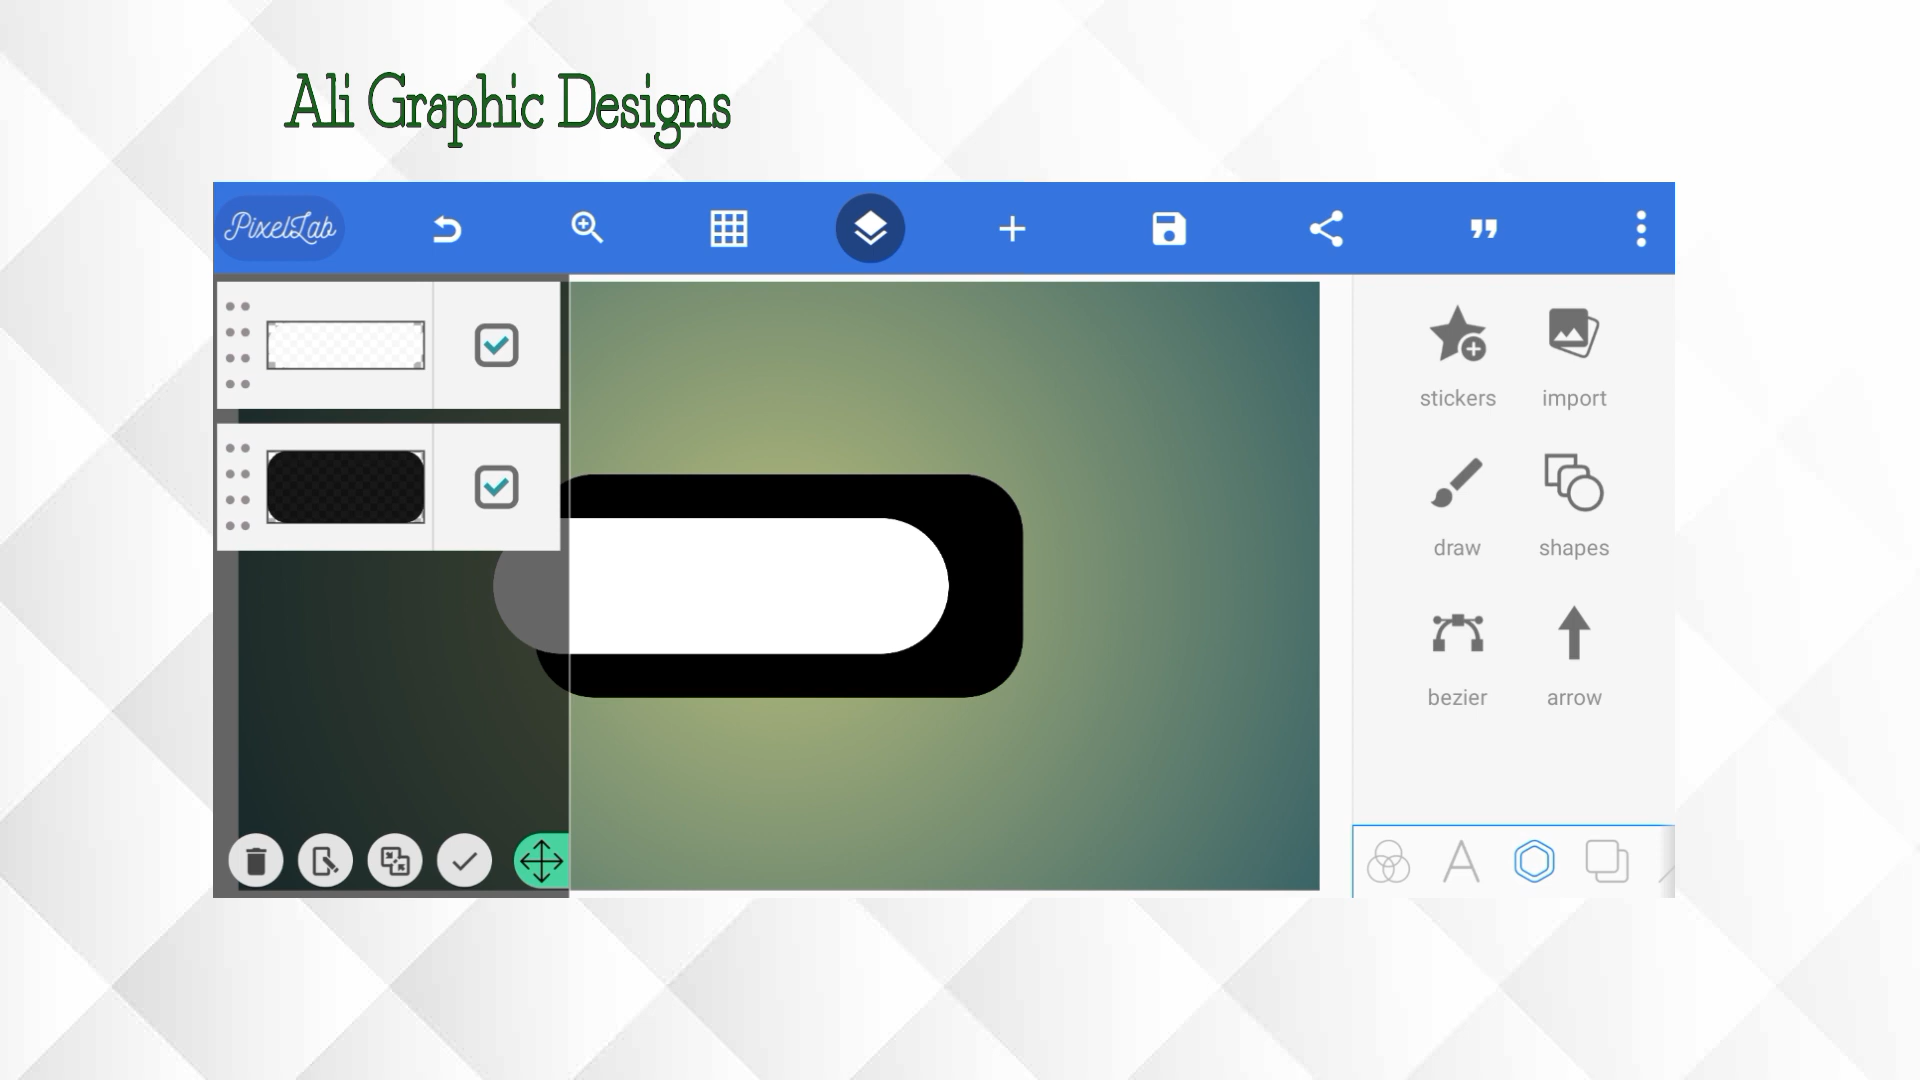 Ali Graphic Designs
PixelLab
stickers import
draw shapes
bezier arrow